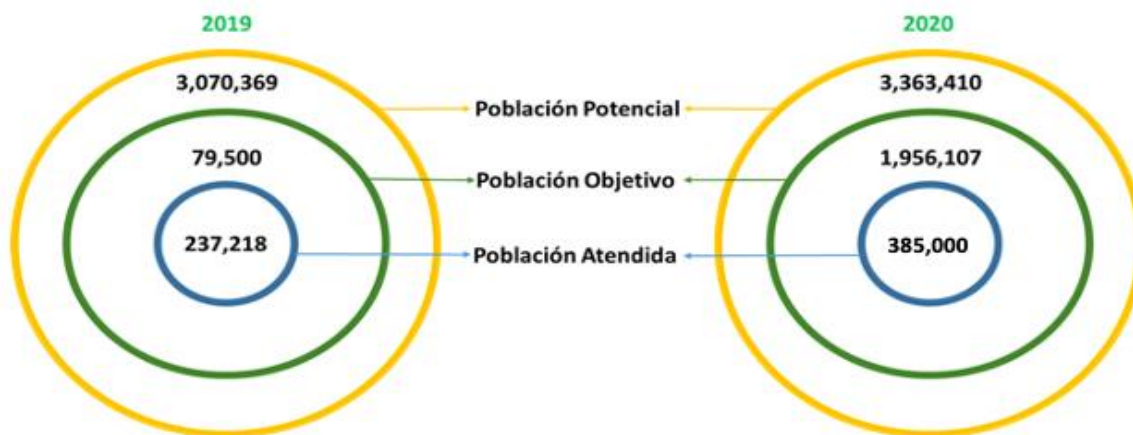 2019
2020
3,070,369
Población Potencial
3,363,410
79,500
Población Objetivo
1,956,107
237,218
Población Atendida
385,000